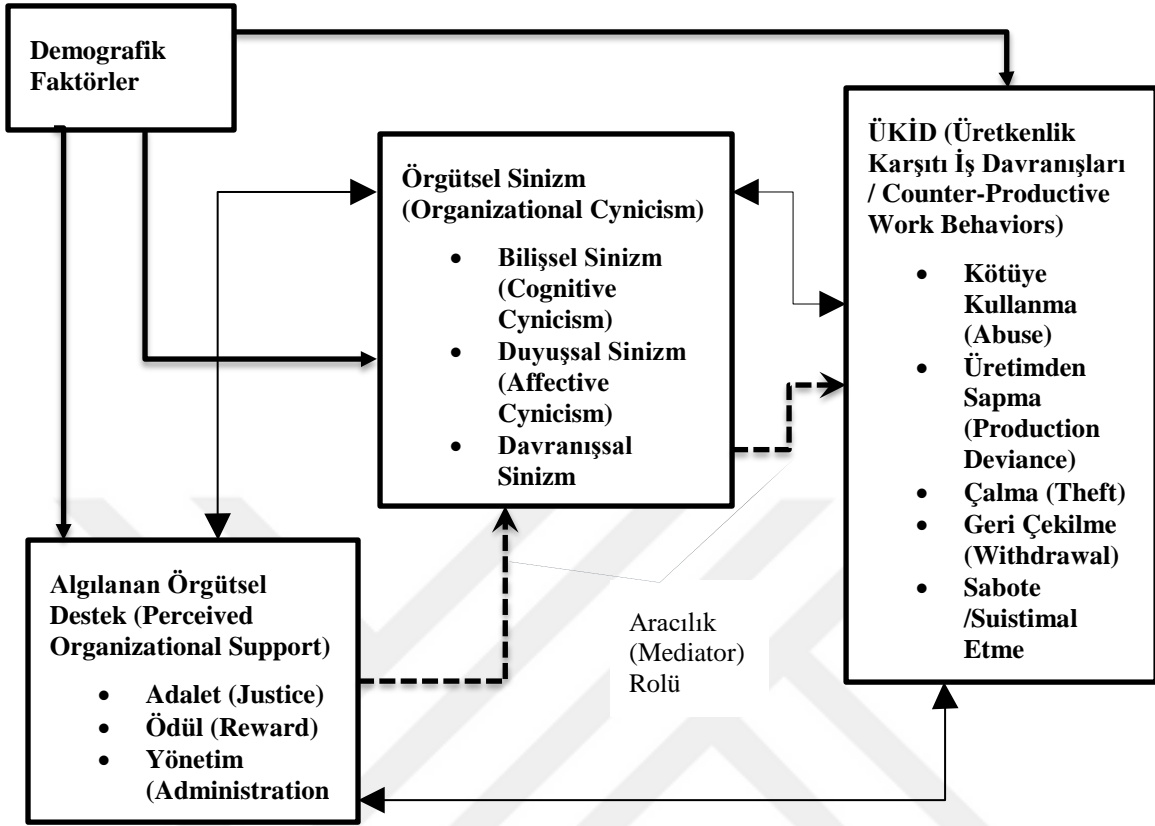 Demografik
Faktörler
Örgütsel Sinizm
(Organizational Cynicism)
• Bilişsel Sinizm
(Cognitive
Cynicism)
• Duyuşsal Sinizm
(Affective
Cynicism)
• Davranışsal
Sinizm
ÜKİD (Üretkenlik
Karşıtı İş Davranışları
/ Counter-Productive
Work Behaviors)
• Kötüye
Kullanma
(Abuse)
• Üretimden
Sapma
(Production
Deviance)
• Çalma (Theft)
• Geri Çekilme
(Withdrawal)
• Sabote
/Suistimal
Etme
Algılanan Örgütsel
Destek (Perceived
Organizational Support)
• Adalet (Justice)
• Ödül (Reward)
• Yönetim
(Administration
Aracılık
(Mediator)
Rolü